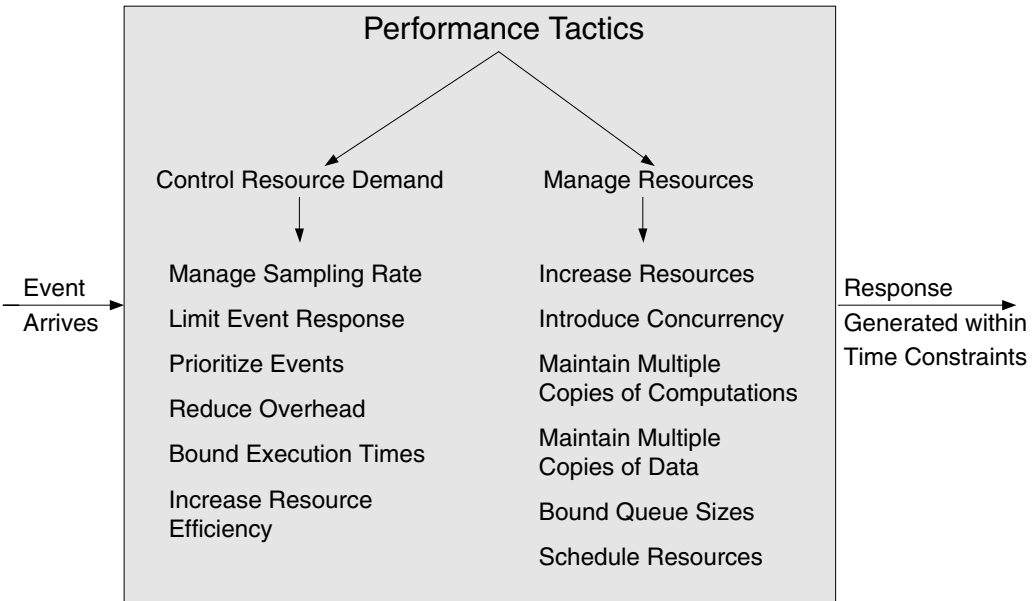 Performance Tactics
Control Resource Demand
Manage Sampling Rate
Limit Event Response
Prioritize Events
Reduce Overhead
Bound Execution Times
Increase Resource
Efficiency
Manage Resources
Increase Resources
Introduce Concurrency
Maintain Multiple
Copies of Computations
Maintain Multiple
Copies of Data
Bound Queue Sizes
Schedule Resources
Event
Arrives
Response
Generated within
Time Constraints